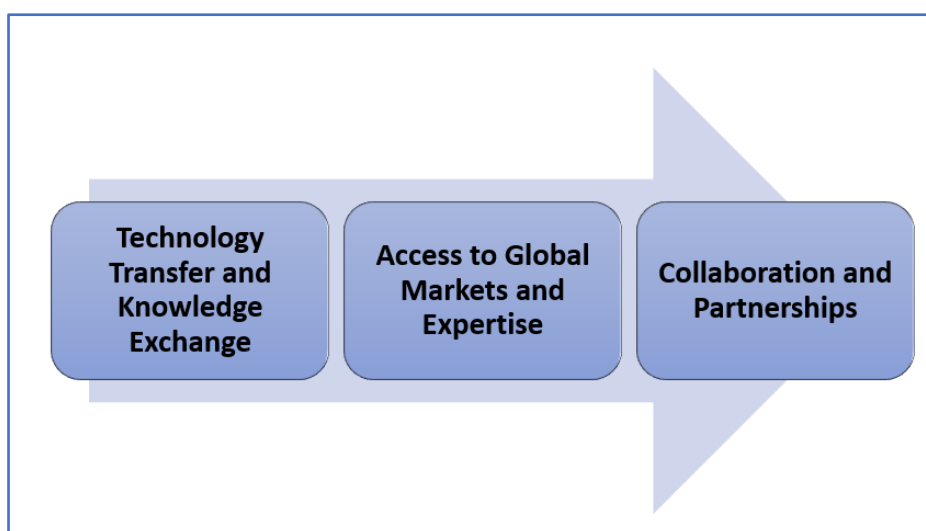 Technology
Transfer and
Knowledge
Exchange
Access to Global
Markets and
Expertise
Collaboration and
Partnerships